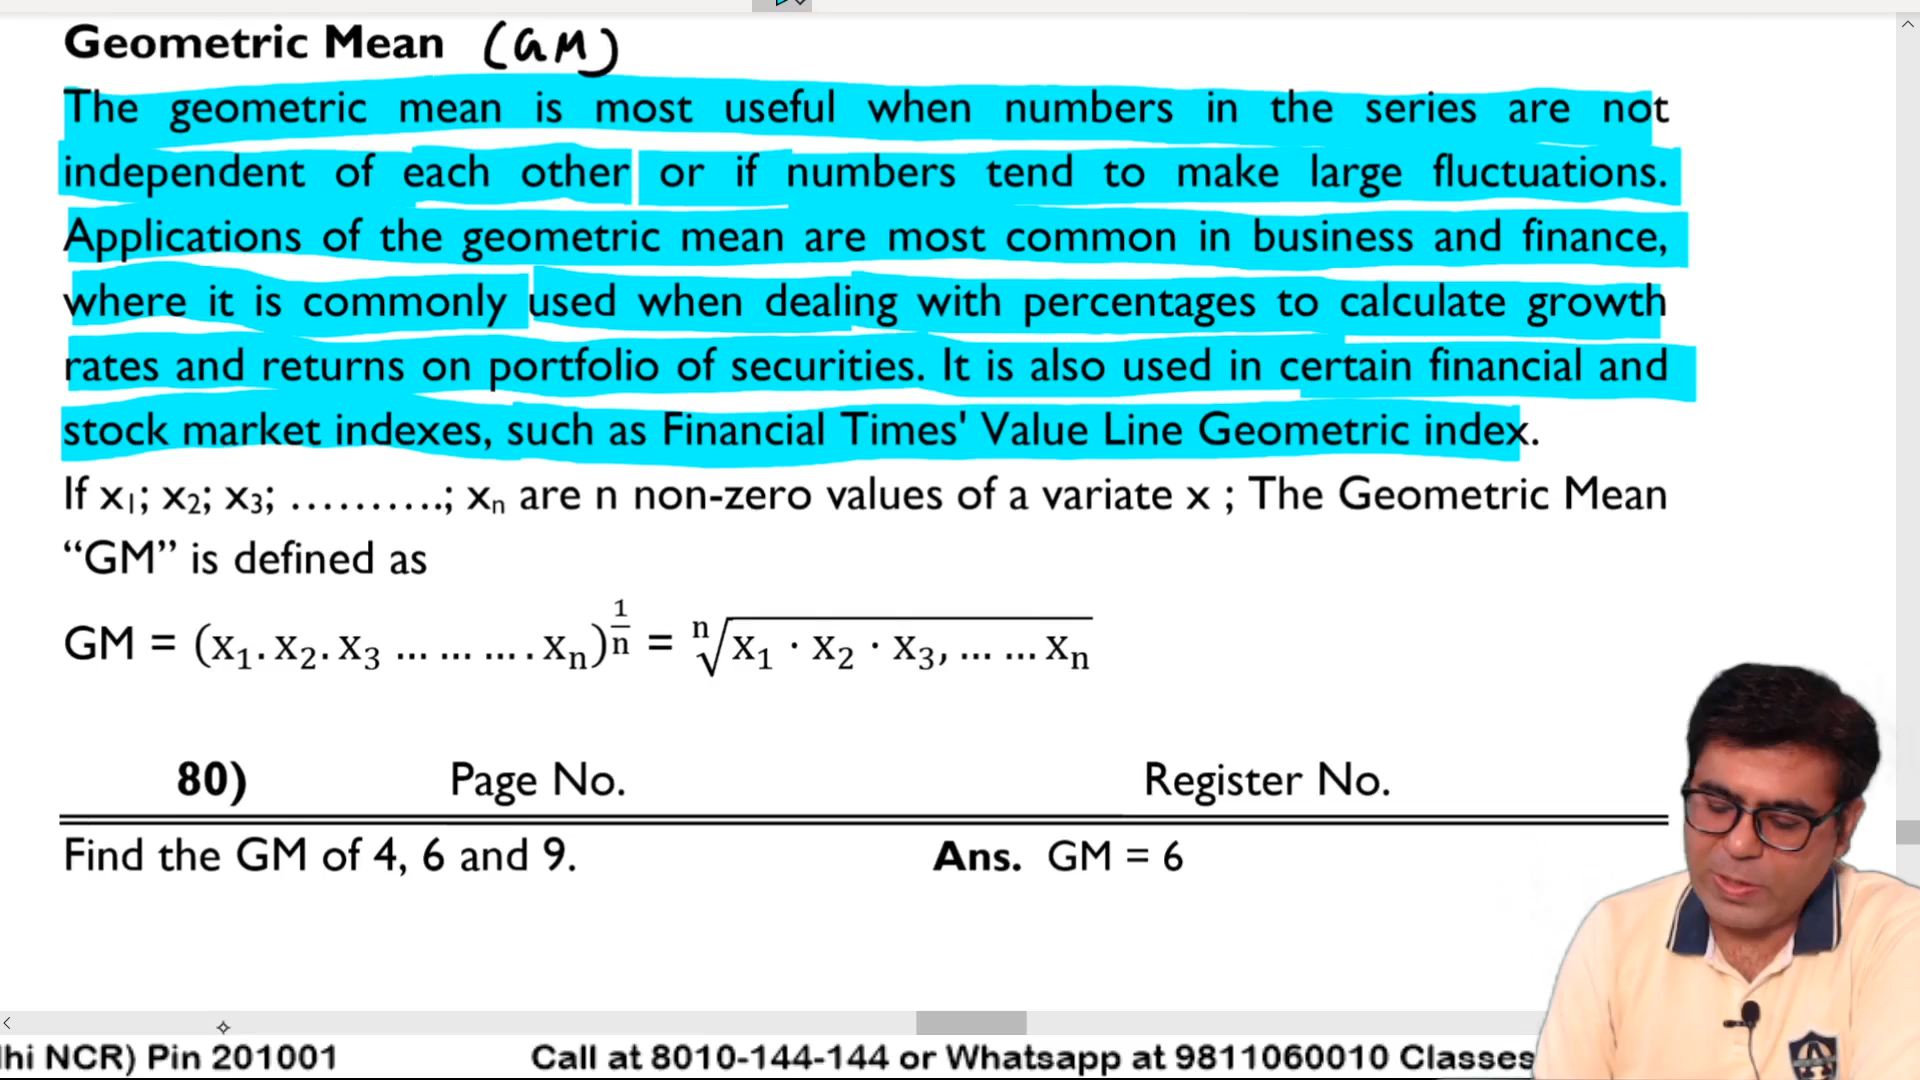 Geometric Mean (GM)
The geometric mean is most useful when numbers in the series are not
independent of each other or if numbers tend to make large fluctuations.
Applications of the geometric mean are most common in business and finance,
where it is commonly used when dealing with percentages to calculate growth
rates and returns on portfolio of securities. It is also used in certain financial and
stock market indexes, such as Financial Times' Value Line Geometric index.
If x₁; x₂; x₃; ..........; xₙ are n non-zero values of a variate x ; The Geometric Mean
“GM” is defined as
GM = (x₁. x₂. x₃ ... ... ... . xₙ)^(1/n) = ⁿ√(x₁ · x₂ · x₃, ... ... xₙ)
80) Page No. Register No.
Find the GM of 4, 6 and 9. Ans. GM = 6
lhi NCR) Pin 201001 Call at 8010-144-144 or Whatsapp at 9811060010 Classes